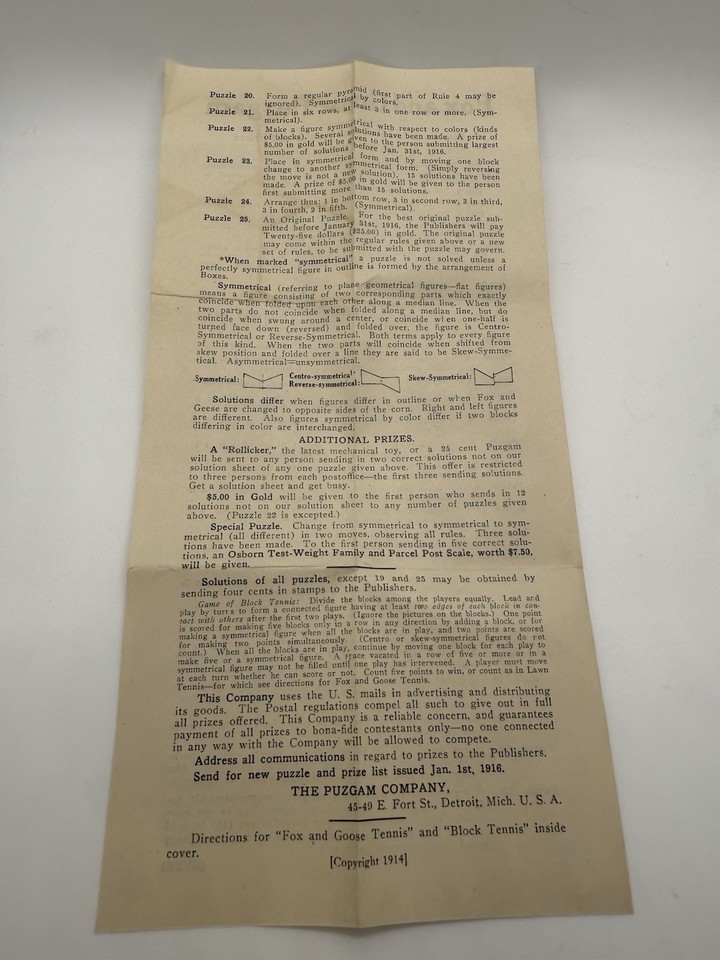 Puzzle 20. Form a regular pyramid (first part of Rule 4 may be
ignored). Symmetrical by colors.
Puzzle 21. Place in six rows, at least 3 in one row or more. (Sym-
metrical).
Puzzle 22. Make a figure symmetrical with respect to colors (kinds
of blocks). Several solutions have been made. A prize of
$5.00 in gold will be given to the person submitting largest
number of solutions before Jan. 31st, 1916.
Puzzle 23. Place in symmetrical form and by moving one block
change to another symmetrical form. (Simply reversing
the move is not a new solution). 15 solutions have been
made. A prize of $5.00 in gold will be given to the person
first submitting more than 15 solutions.
Puzzle 24. Arrange thus: 1 in bottom row, 3 in second row, 3 in third,
3 in fourth, 2 in fifth. (Symmetrical).
Puzzle 25. An Original Puzzle. For the best original puzzle sub-
mitted before January 31st, 1916, the Publishers will pay
Twenty-five dollars ($25.00) in gold. The original puzzle
may come within the regular rules given above or a new
set of rules, to be submitted with the puzzle may govern.
*When marked "symmetrical" a puzzle is not solved unless a
perfectly symmetrical figure in outline is formed by the arrangement of
Boxes.
Symmetrical (referring to plane geometrical figures—flat figures)
means a figure consisting of two corresponding parts which exactly
coincide when folded upon each other along a median line. When the
two parts do not coincide when folded along a median line, but do
coincide when swung around a center, or coincide when one-half is
turned face down (reversed) and folded over, the figure is Centro-
Symmetrical or Reverse-Symmetrical. Both terms apply to every figure
of this kind. When the two parts will coincide when shifted from
skew position and folded over a line they are said to be Skew-Symme-
tical. Asymmetrical=unsymmetrical.
Symmetrical: Centro-symmetrical Reverse-symmetrical: Skew-Symmetrical:
Solutions differ when figures differ in outline or when Fox and
Geese are changed to opposite sides of the corn. Right and left figures
are different. Also figures symmetrical by color differ if two blocks
differing in color are interchanged.
ADDITIONAL PRIZES.
A "Rollicker," the latest mechanical toy, or a 25 cent Puzgam
will be sent to any person sending in two correct solutions not on our
solution sheet of any one puzzle given above. This offer is restricted
to three persons from each postoffice—the first three sending solutions.
Get a solution sheet and get busy.
$5.00 in Gold will be given to the first person who sends in 12
solutions not on our solution sheet to any number of puzzles given
above. (Puzzle 22 is excepted.)
Special Puzzle. Change from symmetrical to symmetrical to sym-
metrical (all different) in two moves, observing all rules. Three solu-
tions have been made. To the first person sending in five correct solu-
tions, an Osborn Test-Weight Family and Parcel Post Scale, worth $7.50,
will be given.
Solutions of all puzzles, except 19 and 25 may be obtained by
sending four cents in stamps to the Publishers.
Game of Block Tennis: Divide the blocks among the players equally. Lead and
play by turns to form a connected figure having at least two edges of each block in con-
tact with others after the first two plays. (Ignore the pictures on the blocks.) One point
is scored for making five blocks only in a row in any direction by adding a block, or for
making a symmetrical figure when all the blocks are in play, and two points are scored
for making two points simultaneously. (Centro or skew-symmetrical figures do not
count.) When all the blocks are in play, continue by moving one block for each play to
make five or a symmetrical figure. A space vacated in a row of five or more or in a
symmetrical figure may not be filled until one play has intervened. A player must move
at each turn whether he can score or not. Count five points to win, or count as in Lawn
Tennis—for which see directions for Fox and Goose Tennis.
This Company uses the U. S. mails in advertising and distributing
its goods. The Postal regulations compel all such to give out in full
all prizes offered. This Company is a reliable concern, and guarantees
payment of all prizes to bona-fide contestants only—no one connected
in any way with the Company will be allowed to compete.
Address all communications in regard to prizes to the Publishers.
Send for new puzzle and prize list issued Jan. 1st, 1916.
THE PUZGAM COMPANY,
45-49 E. Fort St., Detroit, Mich. U. S. A.
Directions for "Fox and Goose Tennis" and "Block Tennis" inside
cover.
[Copyright 1914]